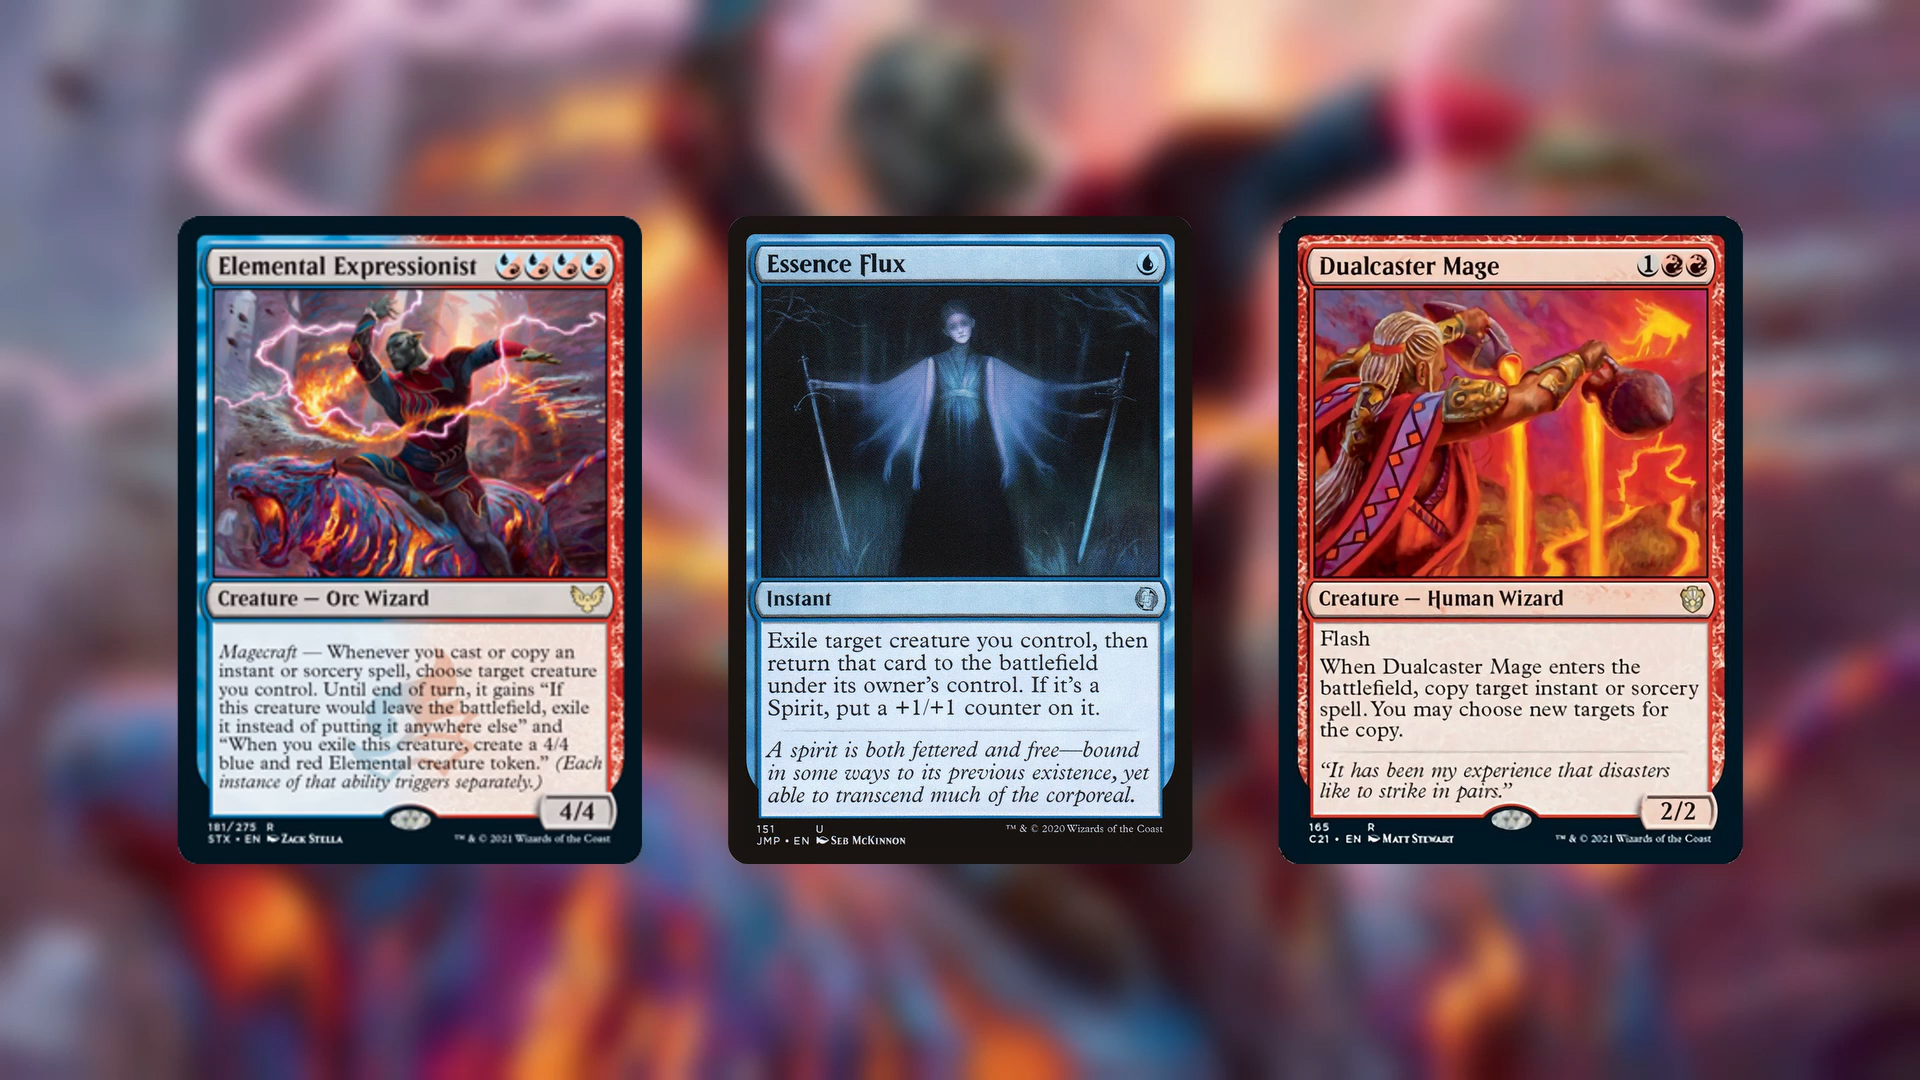 Elemental Expressionist
Creature — Orc Wizard
Magecraft — Whenever you cast or copy an
instant or sorcery spell, choose target creature
you control. Until end of turn, it gains “If
this creature would leave the battlefield, exile
it instead of putting it anywhere else” and
“When you exile this creature, create a 4/4
blue and red Elemental creature token.” (Each
instance of that ability triggers separately.)
4/4
181/275 R
STX • EN ZACK STELLA
™ & © 2021 Wizards of the Coast
Essence Flux
Instant
Exile target creature you control, then
return that card to the battlefield
under its owner’s control. If it’s a
Spirit, put a +1/+1 counter on it.
A spirit is both fettered and free—bound
in some ways to its previous existence, yet
able to transcend much of the corporeal.
151 U
JMP • EN SEB MCKINNON
™ & © 2020 Wizards of the Coast
Dualcaster Mage 1
Creature — Human Wizard
Flash
When Dualcaster Mage enters the
battlefield, copy target instant or sorcery
spell. You may choose new targets for
the copy.
“It has been my experience that disasters
like to strike in pairs.”
2/2
165 R
C21 • EN MATT STEWART
™ & © 2021 Wizards of the Coast